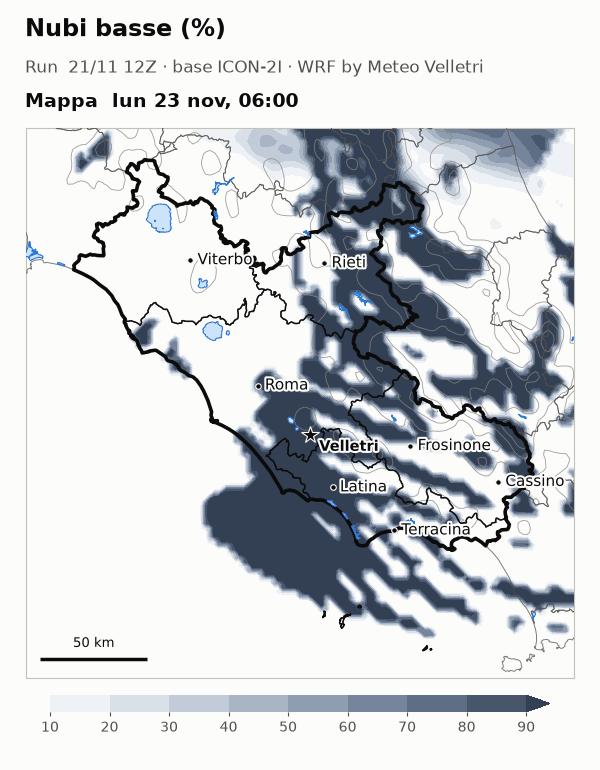 Nubi basse (%)
Run  21/11 12Z · base ICON-2I · WRF by Meteo Velletri
Mappa  lun 23 nov, 06:00
Viterbo
Rieti
Roma
Velletri
Frosinone
Latina
Cassino
Terracina
50 km
10 20 30 40 50 60 70 80 90